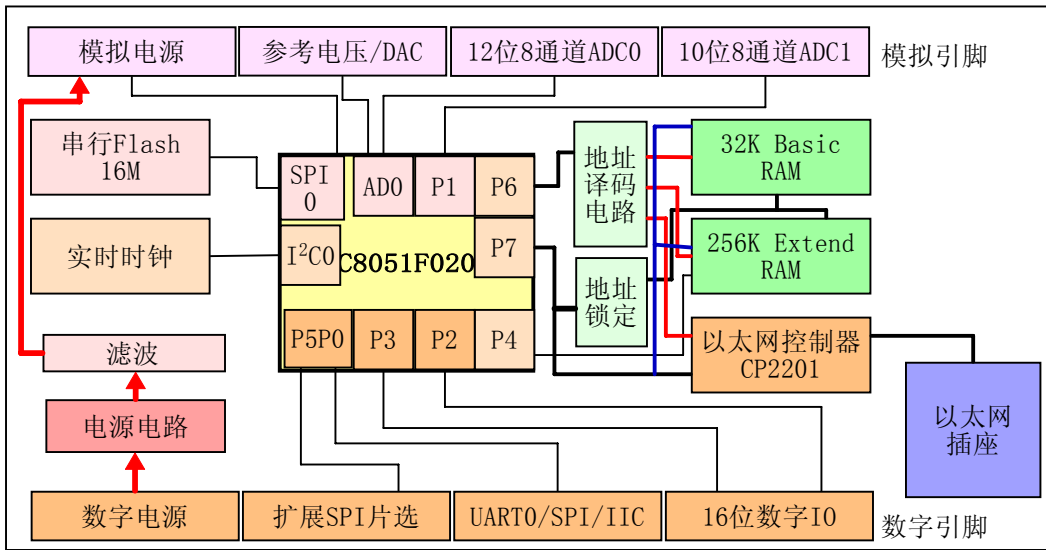 模拟电源
参考电压/DAC
12位8通道ADC0
10位8通道ADC1
模拟引脚
串行Flash
16M
SPI
0
AD0
P1
P6
地址
译码
电路
32K Basic
RAM
实时时钟
I²C0
C8051F020
P7
256K Extend
RAM
地址
锁定
滤波
P5P0
P3
P2
P4
以太网控制器
CP2201
电源电路
以太网
插座
数字电源
扩展SPI片选
UART0/SPI/IIC
16位数字IO
数字引脚